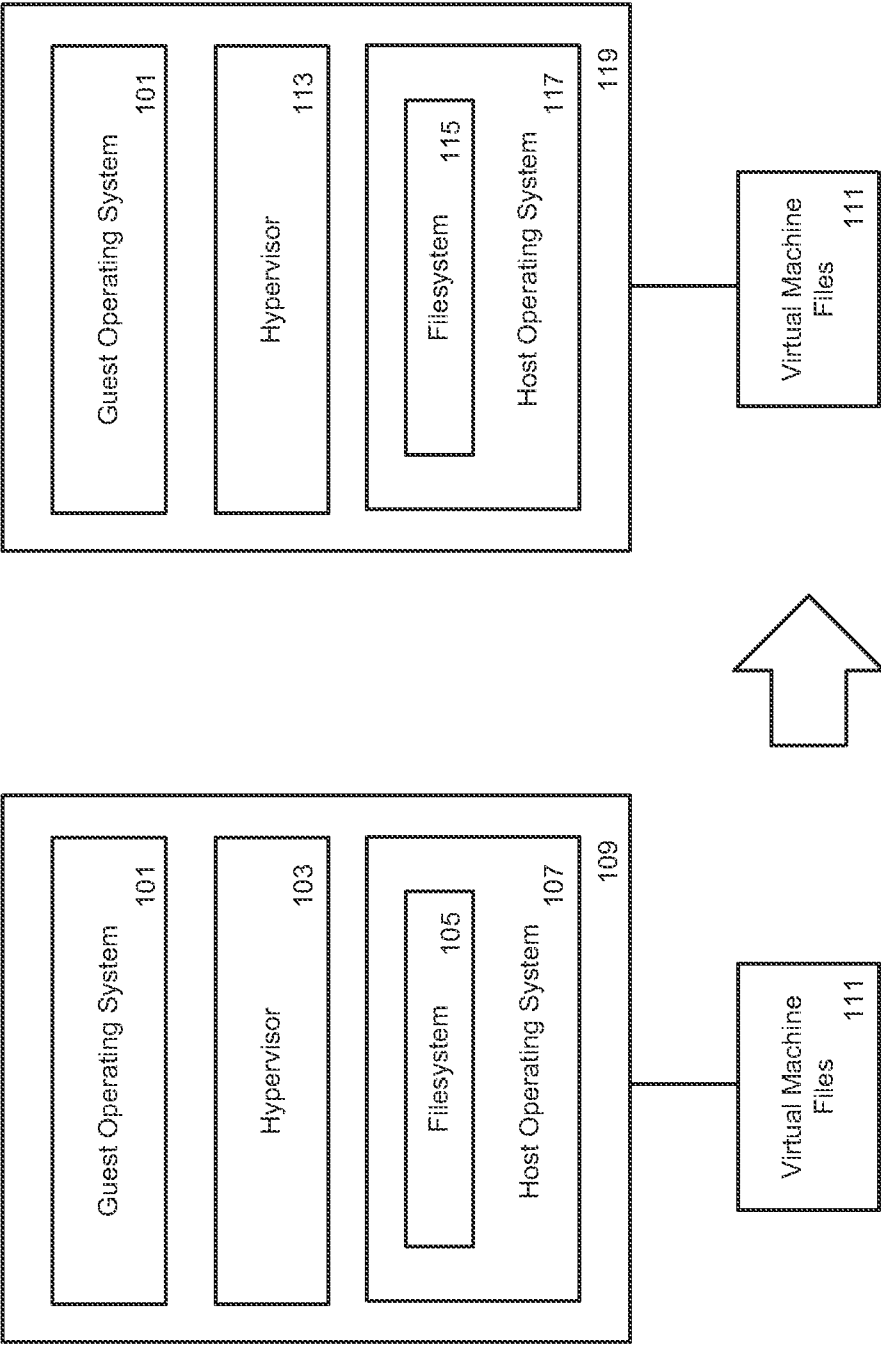 Guest Operating System
101
Hypervisor
103
Filesystem
105
Host Operating System
107
109
Virtual Machine
Files
111
Guest Operating System
101
Hypervisor
113
Filesystem
115
Host Operating System
117
119
Virtual Machine
Files
111